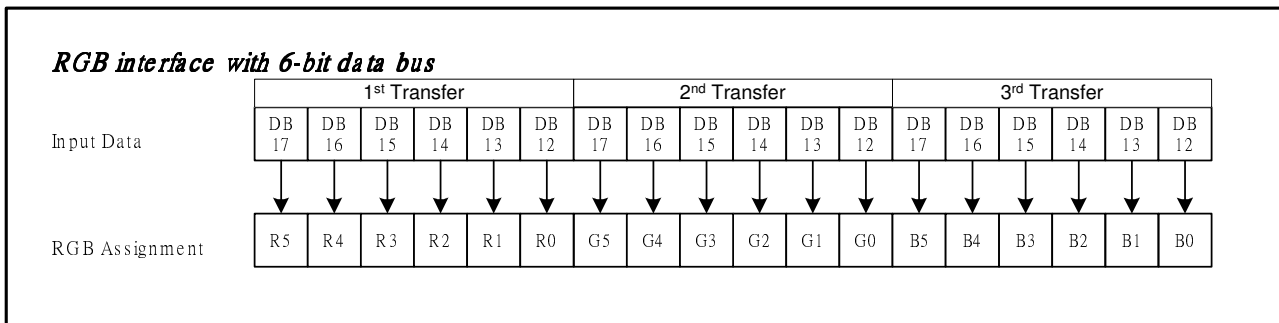 RGB interface with 6-bit data bus
1st Transfer 2nd Transfer 3rd Transfer
Input Data DB 17 DB 16 DB 15 DB 14 DB 13 DB 12 DB 17 DB 16 DB 15 DB 14 DB 13 DB 12 DB 17 DB 16 DB 15 DB 14 DB 13 DB 12
RGB Assignment R5 R4 R3 R2 R1 R0 G5 G4 G3 G2 G1 G0 B5 B4 B3 B2 B1 B0